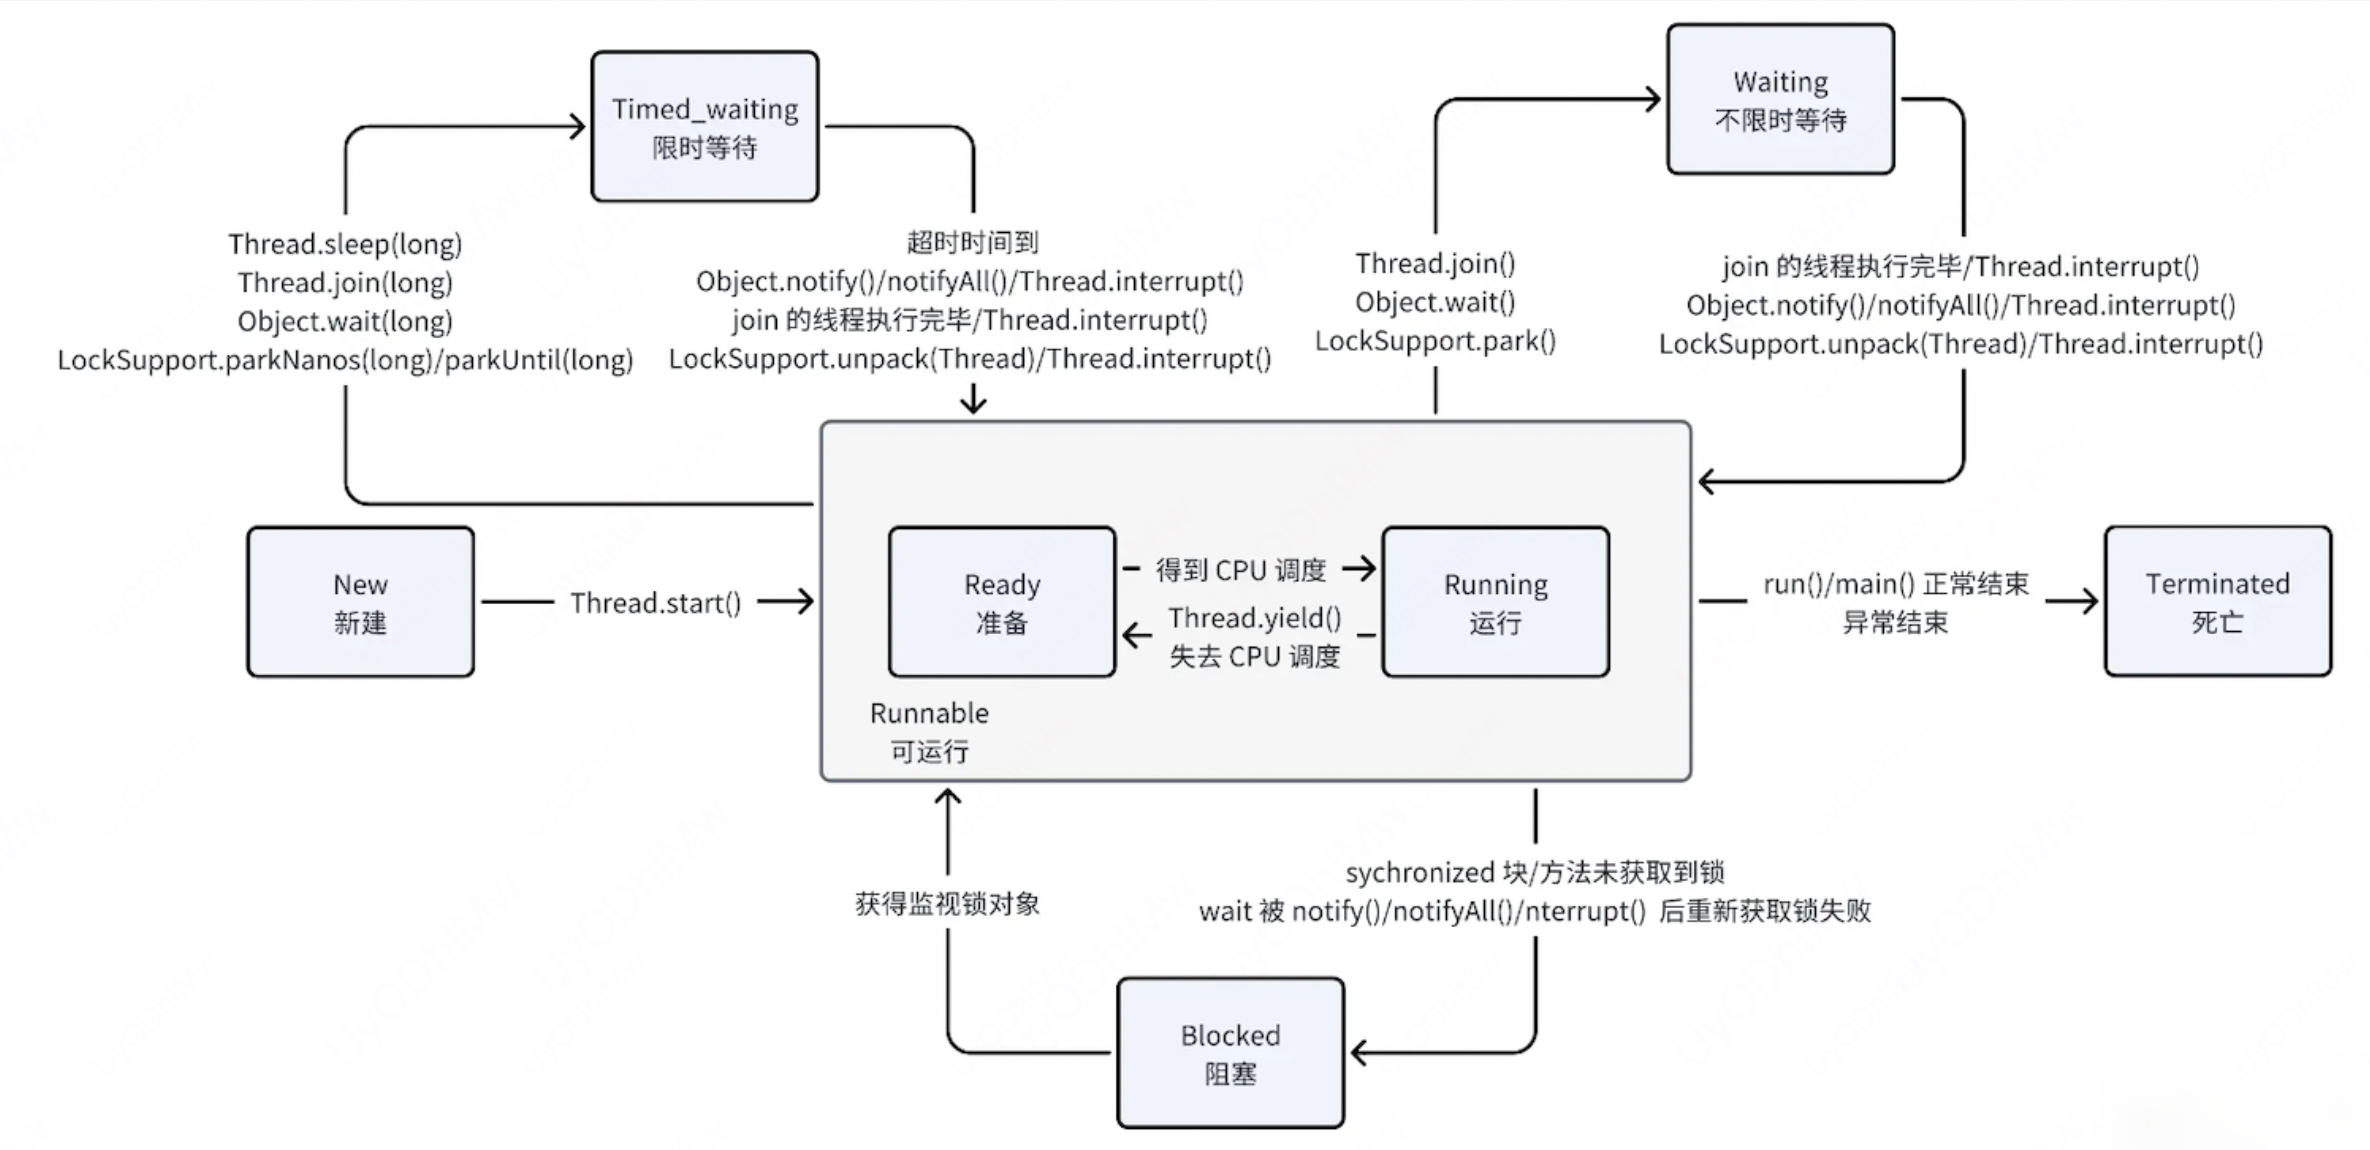 Timed_waiting
限时等待
Waiting
不限时等待
Thread.sleep(long)
Thread.join(long)
Object.wait(long)
LockSupport.parkNanos(long)/parkUntil(long)
超时时间到
Object.notify()/notifyAll()/Thread.interrupt()
join 的线程执行完毕/Thread.interrupt()
LockSupport.unpack(Thread)/Thread.interrupt()
Thread.join()
Object.wait()
LockSupport.park()
join 的线程执行完毕/Thread.interrupt()
Object.notify()/notifyAll()/Thread.interrupt()
LockSupport.unpack(Thread)/Thread.interrupt()
New
新建
Thread.start()
Ready
准备
得到 CPU 调度
Thread.yield()
失去 CPU 调度
Running
运行
Runnable
可运行
run()/main() 正常结束
异常结束
Terminated
死亡
获得监视锁对象
sychronized 块/方法未获取到锁
wait 被 notify()/notifyAll()/nterrupt() 后重新获取锁失败
Blocked
阻塞